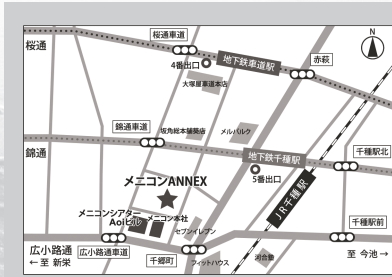 桜通
桜通車道
4番出口
地下鉄車道駅
赤萩
N
大塚屋車道本店
錦通車道
坂角総本舗葵店
メルパルク
錦通
地下鉄千種駅
千種駅北
メニコンANNEX
5番出口
JR千種駅
メニコンシアター
Aoiビル
メニコン本社
セブンイレブン
千種駅前
広小路通
広小路通車道
千郷町
フィットハウス
河合塾
至 今池→
←至 新栄